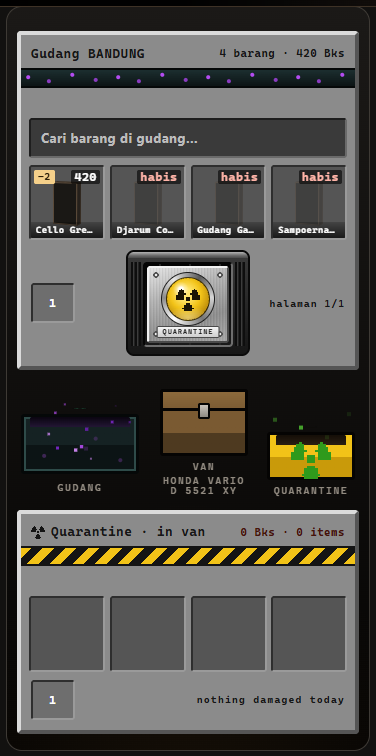 Gudang BANDUNG 4 barang · 420 Bks
Cari barang di gudang…
−2 420 habis habis habis
Cello Gre… Djarum Co… Gudang Ga… Sampoerna…
1 QUARANTINE halaman 1/1
GUDANG
VAN
HONDA VARIO
D 5521 XY
QUARANTINE
Quarantine · in van 0 Bks · 0 items
1 nothing damaged today